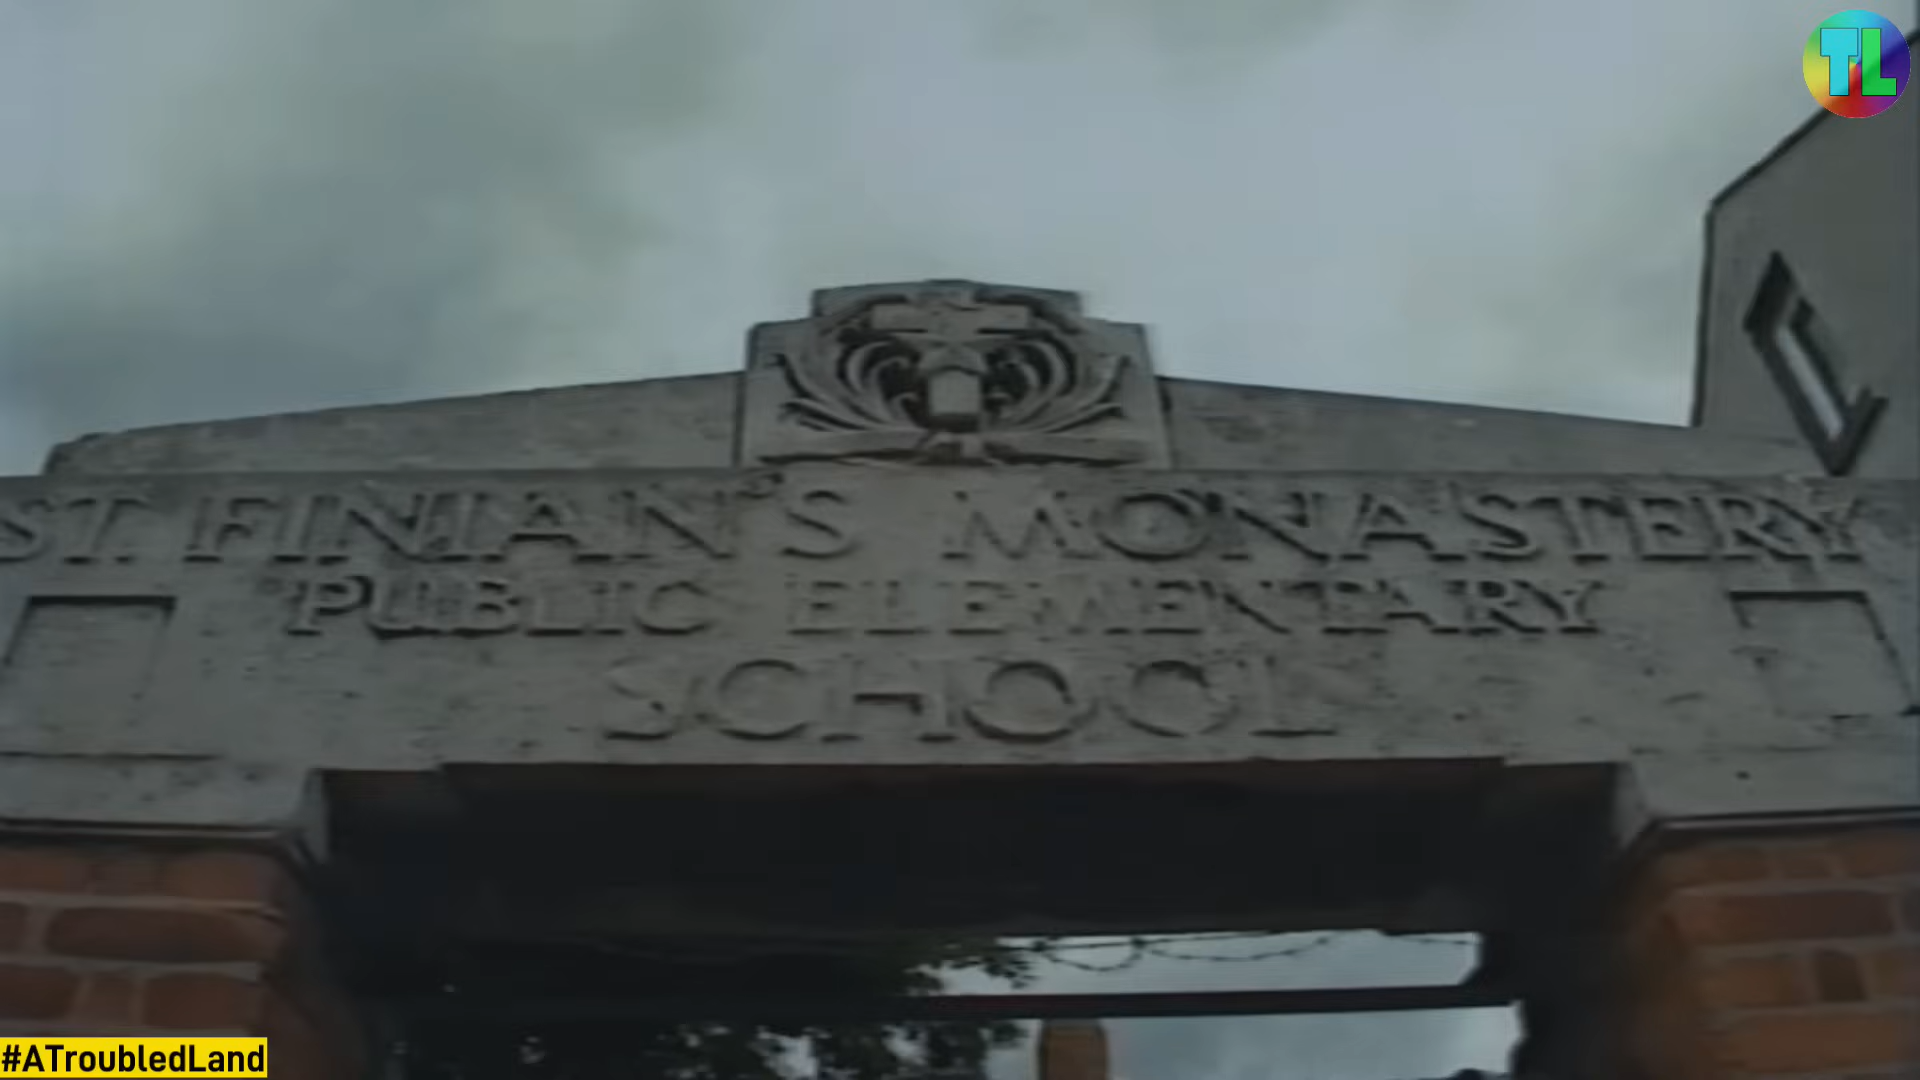 TL
ST. FINIAN'S MONASTERY
PUBLIC ELEMENTARY
SCHOOL
#ATroubledLand